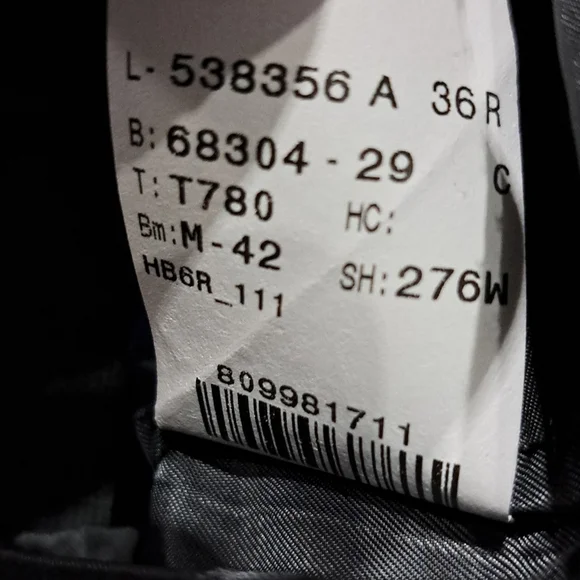 L- 538356 A 36R
B: 68304 - 29 C
T: T780 HC:
Bm: M-42 SH: 276W
HB6R_111
809981711